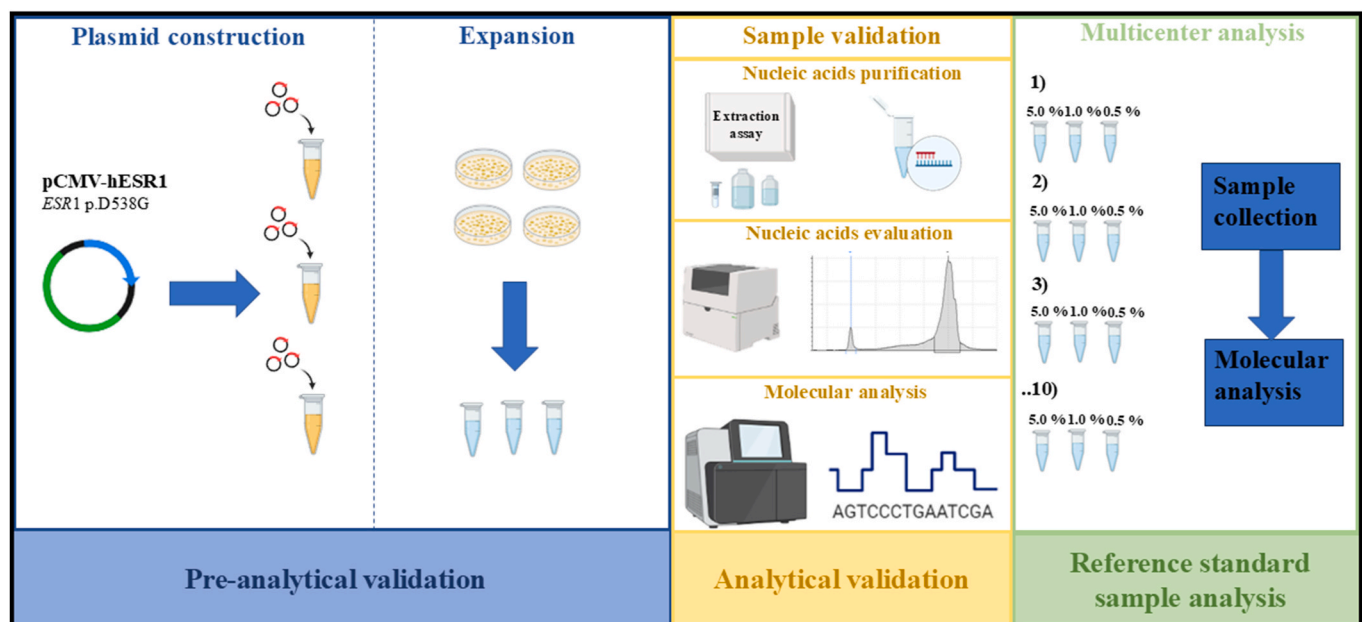 Plasmid construction
pCMV-hESR1
ESR1 p.D538G
Expansion
Pre-analytical validation
Sample validation
Nucleic acids purification
Extraction
assay
Nucleic acids evaluation
Molecular analysis
AGTCCCTGAATCGA
Analytical validation
Multicenter analysis
1)
5.0 % 1.0 % 0.5 %
2)
5.0 % 1.0 % 0.5 %
3)
5.0 % 1.0 % 0.5 %
..10)
5.0 % 1.0 % 0.5 %
Sample
collection
Molecular
analysis
Reference standard
sample analysis